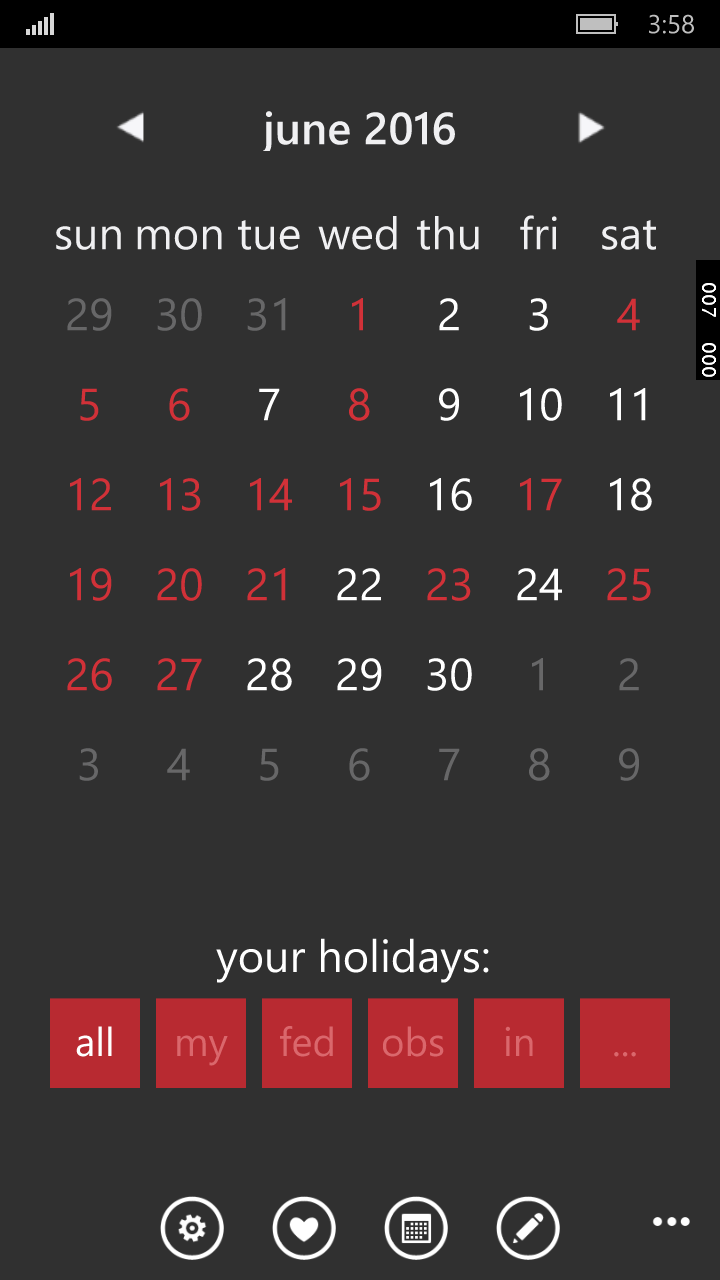 3:58
june 2016
sun mon tue wed thu fri sat
29 30 31 1 2 3 4
5 6 7 8 9 10 11
12 13 14 15 16 17 18
19 20 21 22 23 24 25
26 27 28 29 30 1 2
3 4 5 6 7 8 9
007 000
your holidays:
all my fed obs in ...